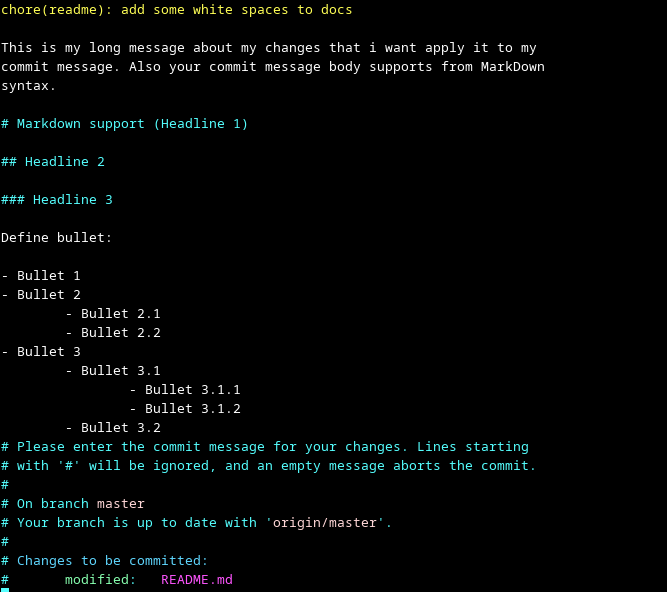 chore(readme): add some white spaces to docs

This is my long message about my changes that i want apply it to my
commit message. Also your commit message body supports from MarkDown
syntax.

# Markdown support (Headline 1)

## Headline 2

### Headline 3

Define bullet:

- Bullet 1
- Bullet 2
        - Bullet 2.1
        - Bullet 2.2
- Bullet 3
        - Bullet 3.1
                - Bullet 3.1.1
                - Bullet 3.1.2
        - Bullet 3.2
# Please enter the commit message for your changes. Lines starting
# with '#' will be ignored, and an empty message aborts the commit.
#
# On branch master
# Your branch is up to date with 'origin/master'.
#
# Changes to be committed:
#       modified:   README.md